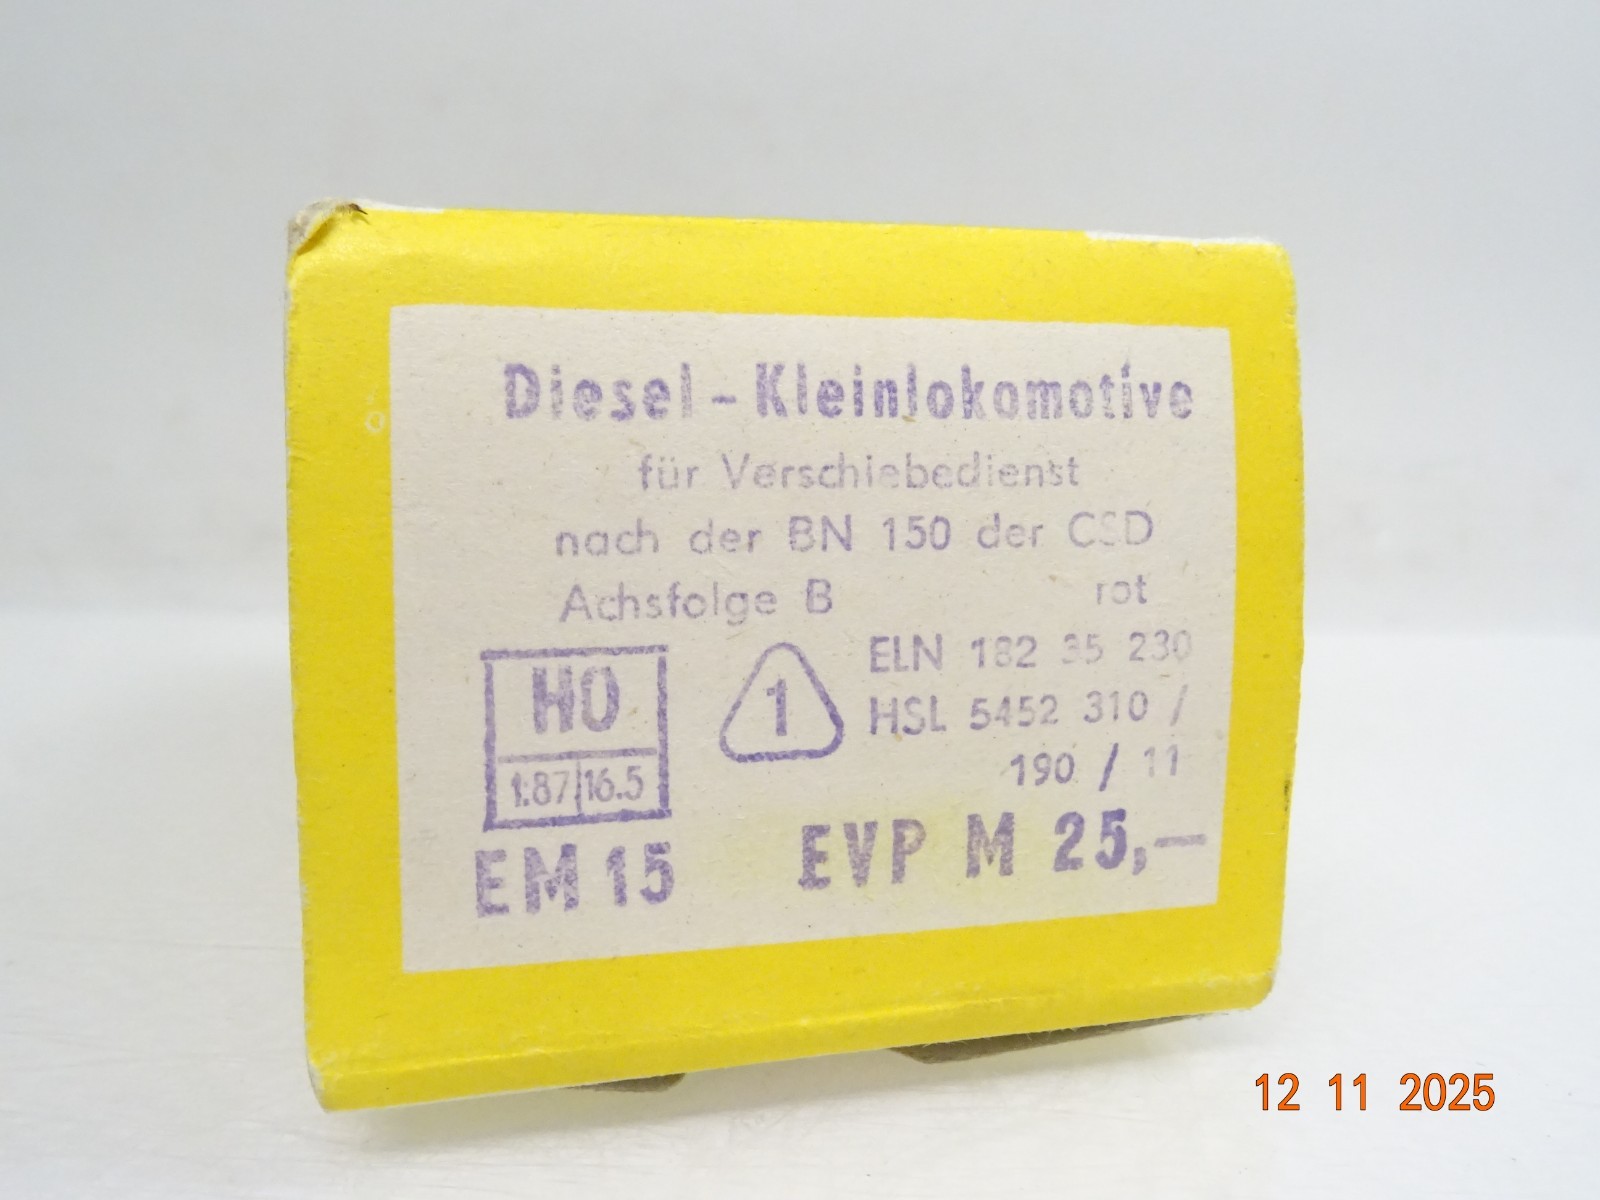 Diesel - Kleinlokomotive
für Verschiebedienst
nach der BN 150 der CSD
Achsfolge B rot
HO
1:87 16.5
1
ELN 182 35 230
HSL 5452 310 /
190 / 11
EM 15
EVP M 25,—
12 11 2025